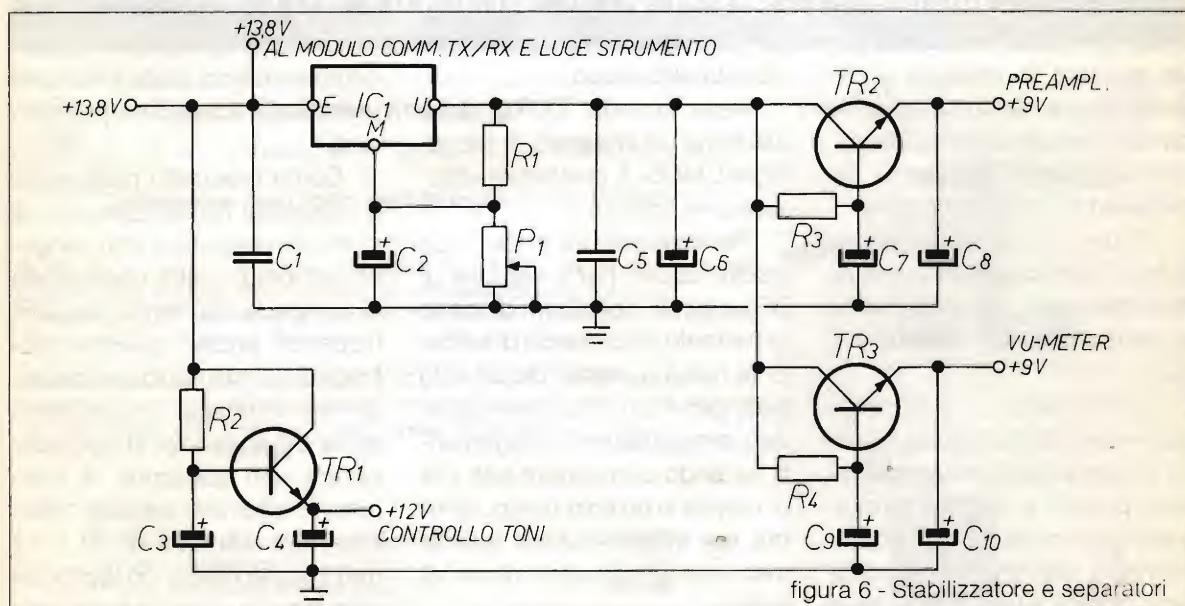 +13,8V
AL MODULO COMM. TX/RX E LUCE STRUMENTO
+13,8V
E IC1 U
M
R1
TR2
PREAMPL.
+9V
C1
C2
P1
C5
C6
R3
C7
C8
TR3
VU-METER
+9V
R2
TR1
R4
+12V
CONTROLLO TONI
C3
C4
C9
C10
figura 6 - Stabilizzatore e separatori